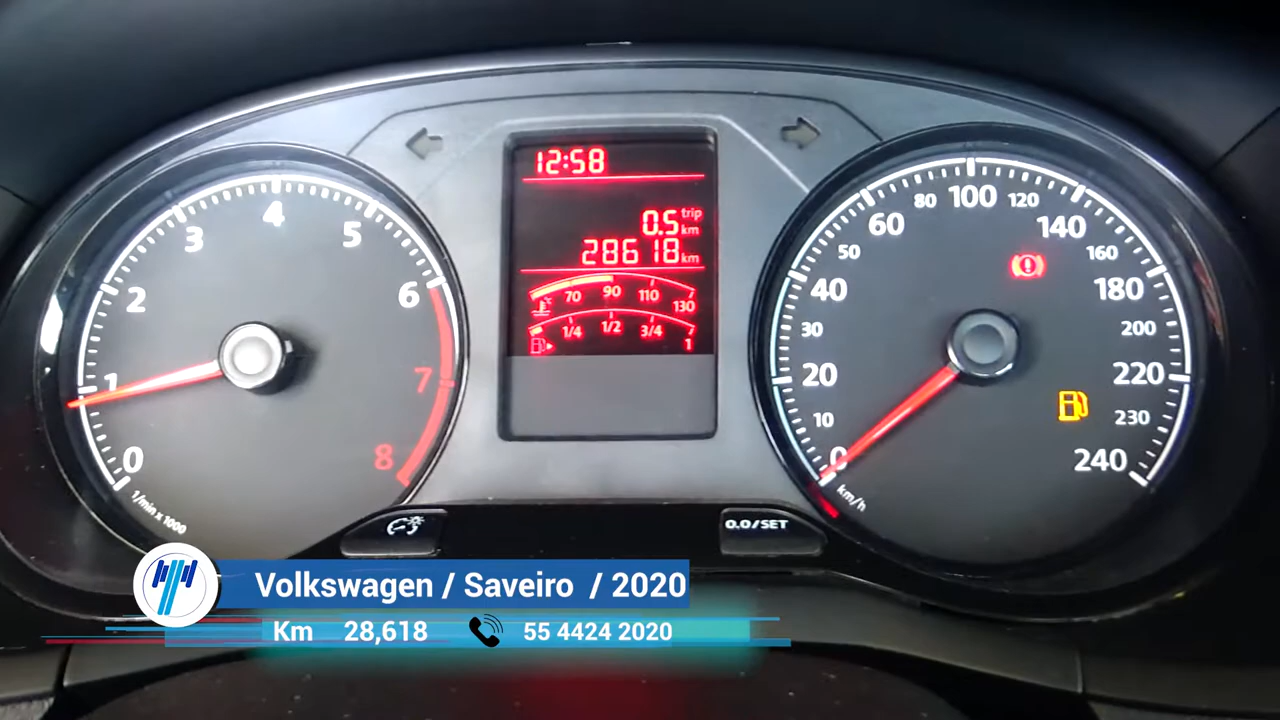 12:58
0.5 trip km
28618 km
70 90 110 130
1/4 1/2 3/4 1
0 1 2 3 4 5 6 7 8
1/min x 1000
0 10 20 30 40 50 60 80 100 120 140 160 180 200 220 230 240
km/h
0.0/SET
Volkswagen / Saveiro / 2020
Km 28,618 55 4424 2020